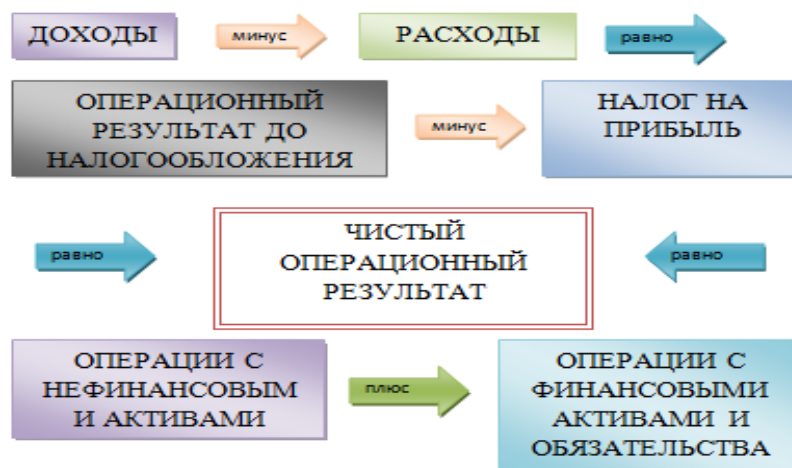 ДОХОДЫ минус РАСХОДЫ равно
ОПЕРАЦИОННЫЙ
РЕЗУЛЬТАТ ДО
НАЛОГООБЛОЖЕНИЯ
минус
НАЛОГ НА
ПРИБЫЛЬ
равно
ЧИСТЫЙ
ОПЕРАЦИОННЫЙ
РЕЗУЛЬТАТ
равно
ОПЕРАЦИИ С
НЕФИНАНСОВЫМ
И АКТИВАМИ
плюс
ОПЕРАЦИИ С
ФИНАНСОВЫМИ
АКТИВАМИ И
ОБЯЗАТЕЛЬСТВА